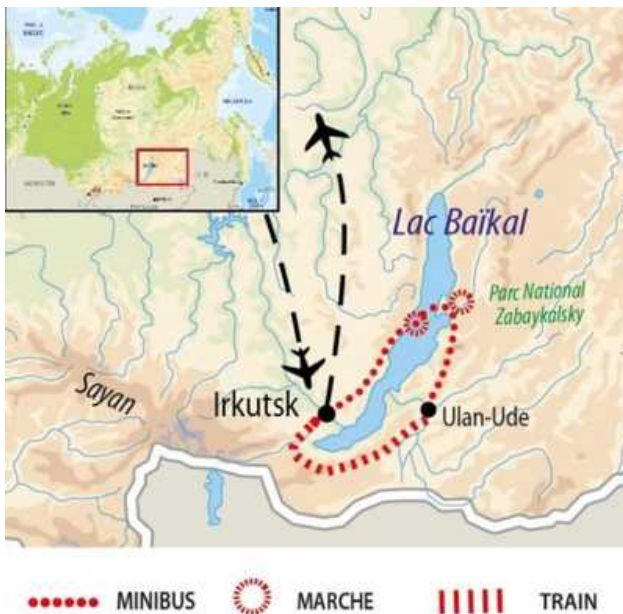 Lac Baïkal
Parc National
Zabaykalsky
Sayan
Irkutsk
Ulan-Ude
MINIBUS
MARCHE
TRAIN